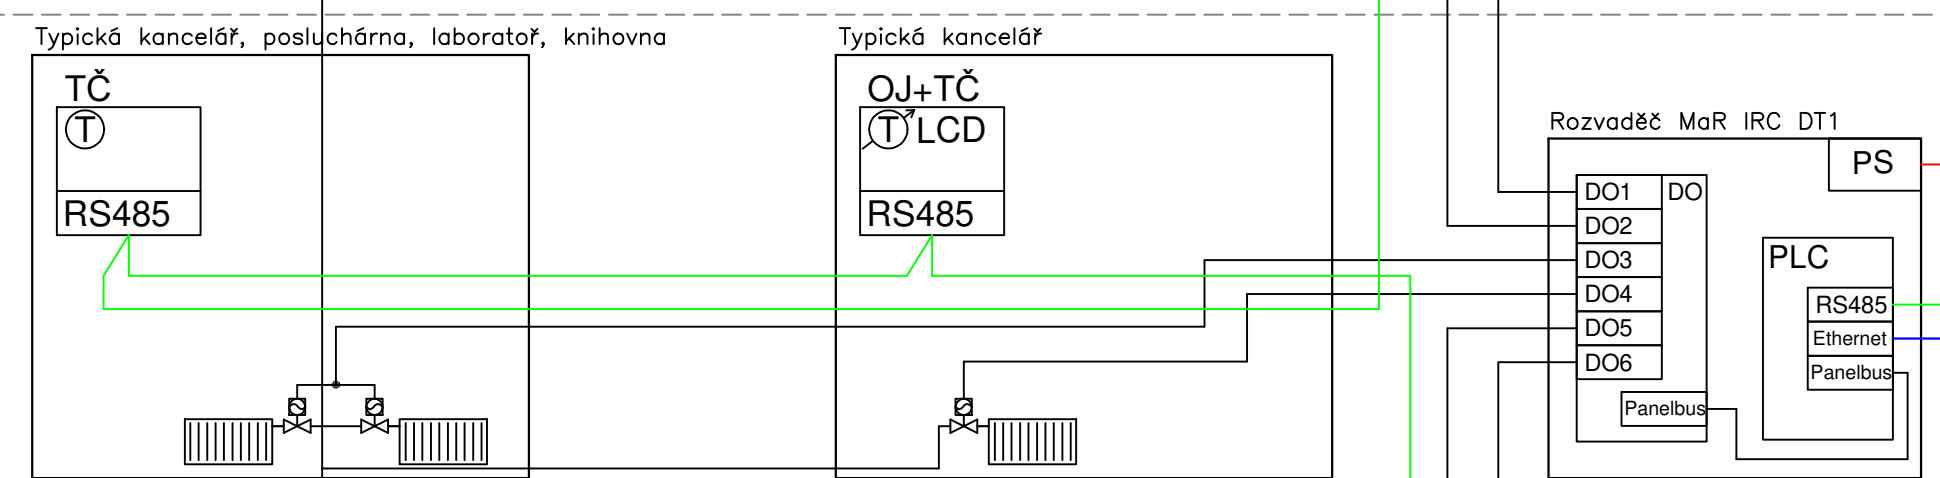 Typická kancelář, posluchárna, laboratoř, knihovna
TČ
T
RS485
Typická kancelář
OJ+TČ
T LCD
RS485
Rozvaděč MaR IRC DT1
PS
DO1
DO
DO2
DO3
DO4
DO5
DO6
Panelbus
PLC
RS485
Ethernet
Panelbus